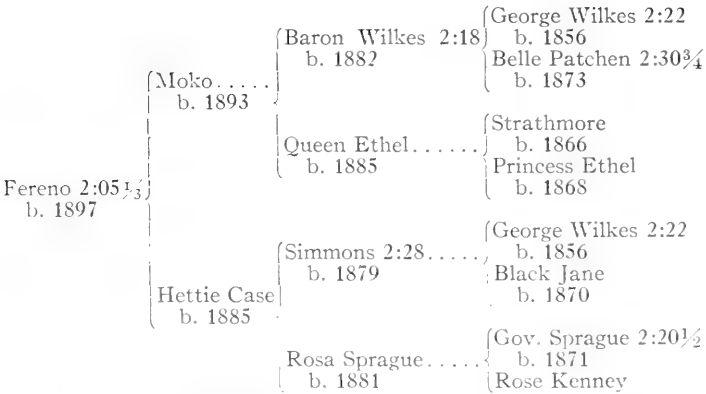 George Wilkes 2:22
Baron Wilkes 2:18 b. 1856
b. 1882 Belle Patchen 2:30¾
Moko..... b. 1873
b. 1893
Strathmore
Queen Ethel...... b. 1866
b. 1885 Princess Ethel
b. 1868
Fereno 2:05
b. 1897
George Wilkes 2:22
Simmons 2:28..... b. 1856
b. 1879 Black Jane
Hettie Case b. 1870
b. 1885
Gov. Sprague 2:20½
Rosa Sprague..... b. 1871
b. 1881 Rose Kenney